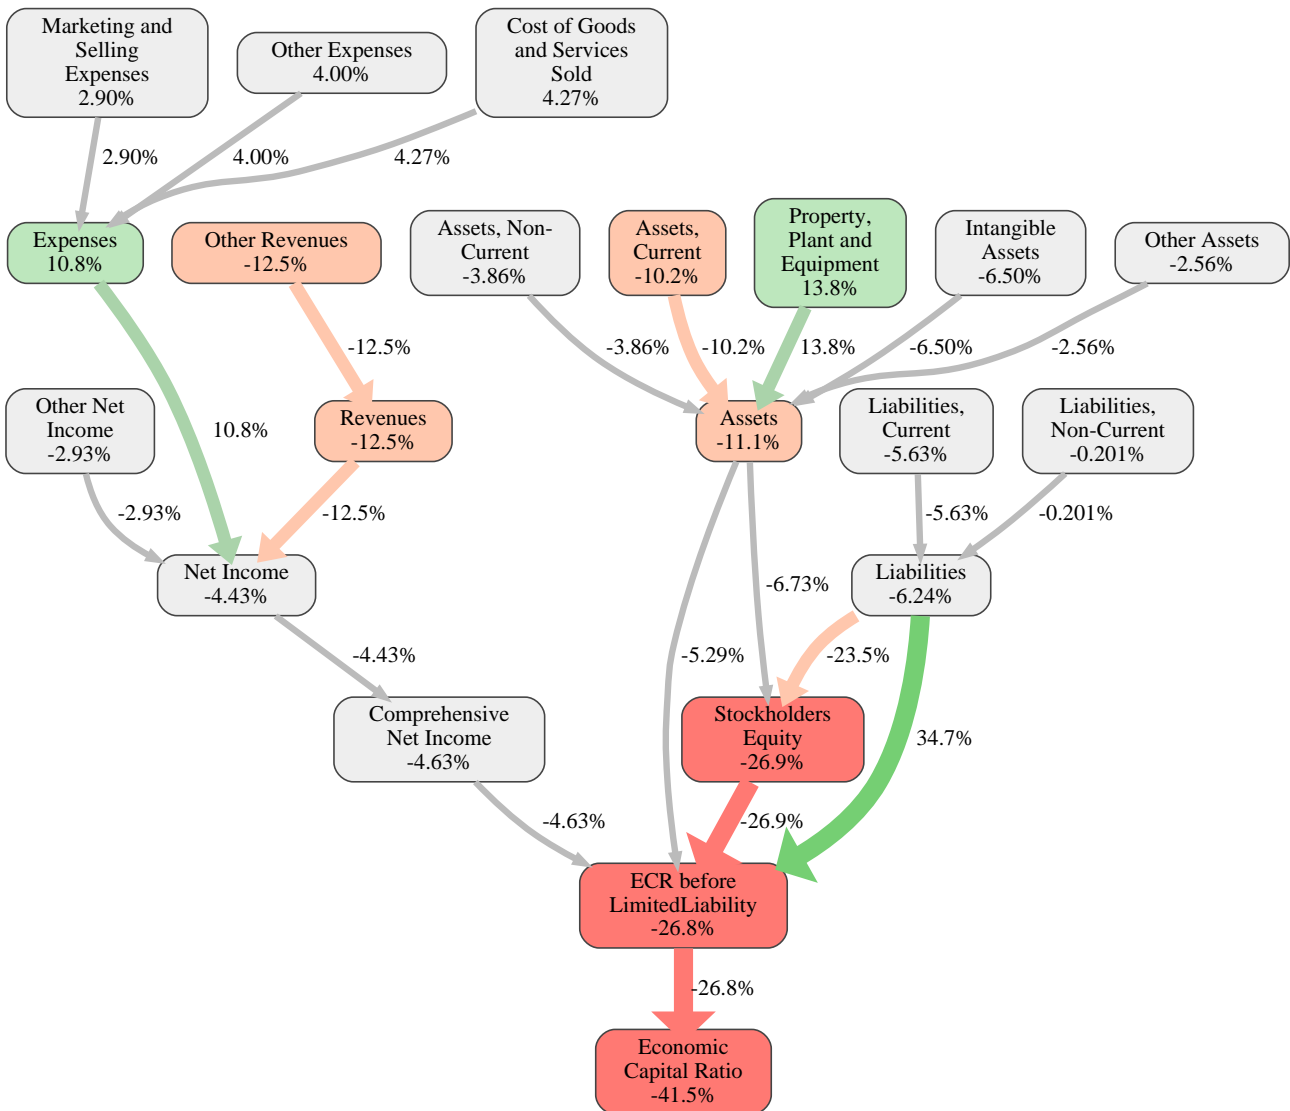 Marketing and
Selling
Expenses
2.90%
Other Expenses
4.00%
Cost of Goods
and Services
Sold
4.27%
2.90%
4.00%
4.27%
Expenses
10.8%
Other Revenues
-12.5%
Assets, Non-
Current
-3.86%
Assets,
Current
-10.2%
Property,
Plant and
Equipment
13.8%
Intangible
Assets
-6.50%
Other Assets
-2.56%
-12.5%
-3.86%
-10.2%
13.8%
-6.50%
-2.56%
Other Net
Income
-2.93%
10.8%
Revenues
-12.5%
Assets
-11.1%
Liabilities,
Current
-5.63%
Liabilities,
Non-Current
-0.201%
-2.93%
-12.5%
-5.63%
-0.201%
Net Income
-4.43%
-6.73%
Liabilities
-6.24%
-4.43%
-5.29%
-23.5%
Comprehensive
Net Income
-4.63%
Stockholders
Equity
-26.9%
34.7%
-4.63%
-26.9%
ECR before
LimitedLiability
-26.8%
-26.8%
Economic
Capital Ratio
-41.5%